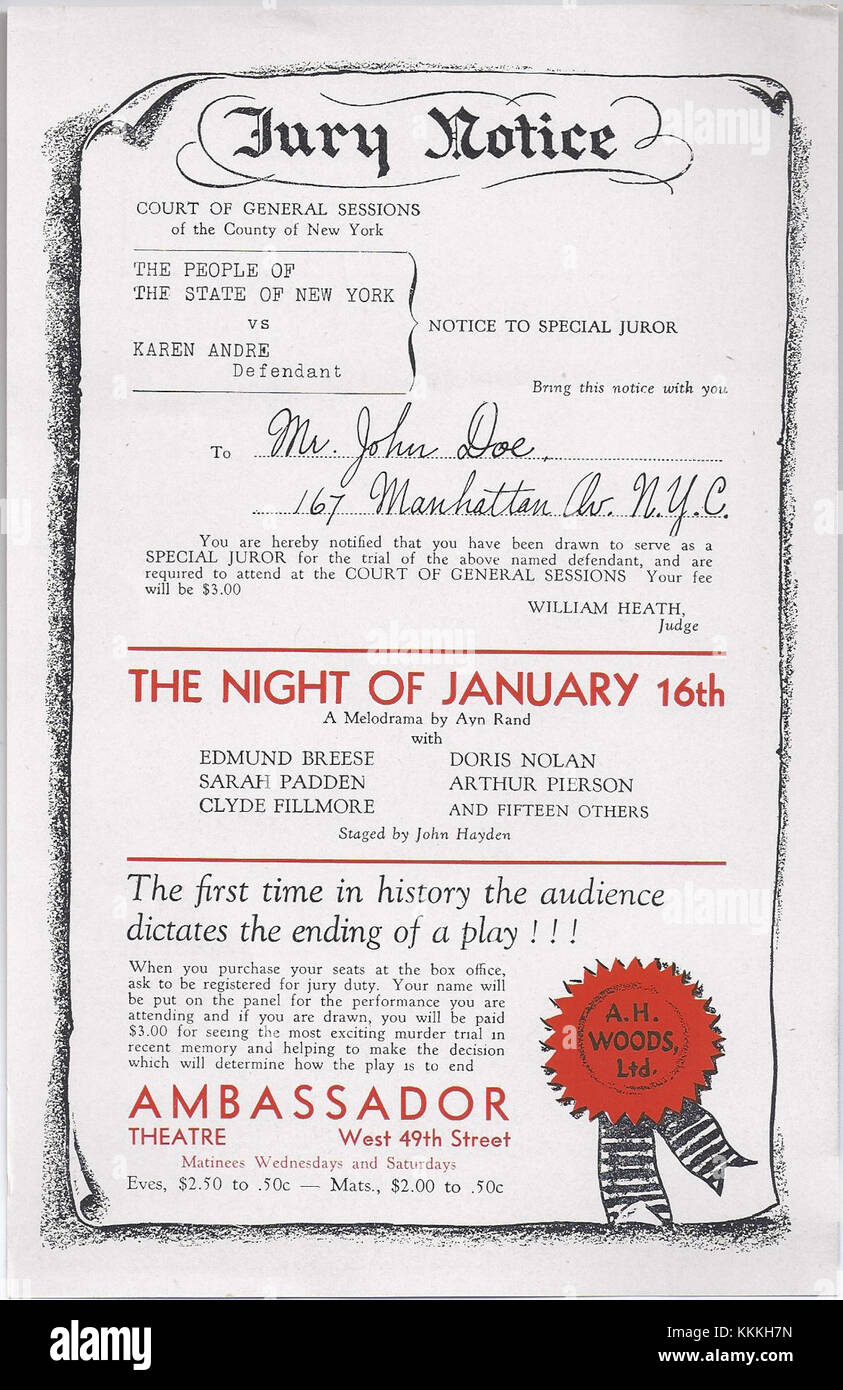 Jury Notice
COURT OF GENERAL SESSIONS
of the County of New York
THE PEOPLE OF
THE STATE OF NEW YORK
vs
KAREN ANDRE
Defendant
NOTICE TO SPECIAL JUROR
Bring this notice with you
To Mr. John Doe,
167 Manhattan Av. N.Y.C.
You are hereby notified that you have been drawn to serve as a
SPECIAL JUROR for the trial of the above named defendant, and are
required to attend at the COURT OF GENERAL SESSIONS Your fee
will be $3.00
WILLIAM HEATH,
Judge
THE NIGHT OF JANUARY 16th
A Melodrama by Ayn Rand
with
EDMUND BREESE DORIS NOLAN
SARAH PADDEN ARTHUR PIERSON
CLYDE FILLMORE AND FIFTEEN OTHERS
Staged by John Hayden
The first time in history the audience
dictates the ending of a play ! ! !
When you purchase your seats at the box office,
ask to be registered for jury duty. Your name will
be put on the panel for the performance you are
attending and if you are drawn, you will be paid
$3.00 for seeing the most exciting murder trial in
recent memory and helping to make the decision
which will determine how the play is to end
A.H.
WOODS,
Ltd.
AMBASSADOR
THEATRE West 49th Street
Matinees Wednesdays and Saturdays
Eves, $2.50 to .50c — Mats., $2.00 to .50c
alamy
Image ID: KKKH7N
www.alamy.com